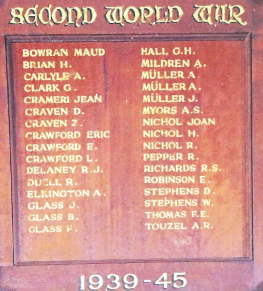 SECOND WORLD WAR
BOWRAN MAUD
BRIAN H.
CARLYLE A.
CLARK G.
CRAMERI JEAN
CRAVEN D.
CRAVEN Z.
CRAWFORD ERIC
CRAWFORD E.
CRAWFORD L.
DELANEY R.J.
DUELL R.
ELKINGTON A.
GLASS J.
GLASS B.
GLASS F.
HALL G.H.
MILDREN A.
MÜLLER A.
MÜLLER A.
MÜLLER J.
MYORS A.S.
NICHOL JOAN
NICHOL H.
NICHOL R.
PEPPER R.
RICHARDS R.S.
ROBINSON E.
STEPHENS D.
STEPHENS W.
THOMAS F.E.
TOUZEL A.R.
1939-45